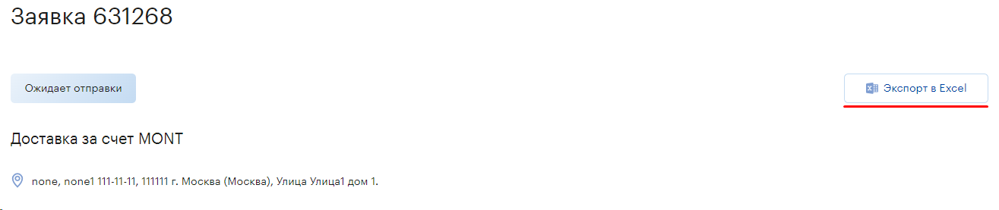 Заявка 631268
Ожидает отправки
Экспорт в Excel
Доставка за счет MONT
none, none1 111-11-11, 111111 г. Москва (Москва), Улица Улица1 дом 1.